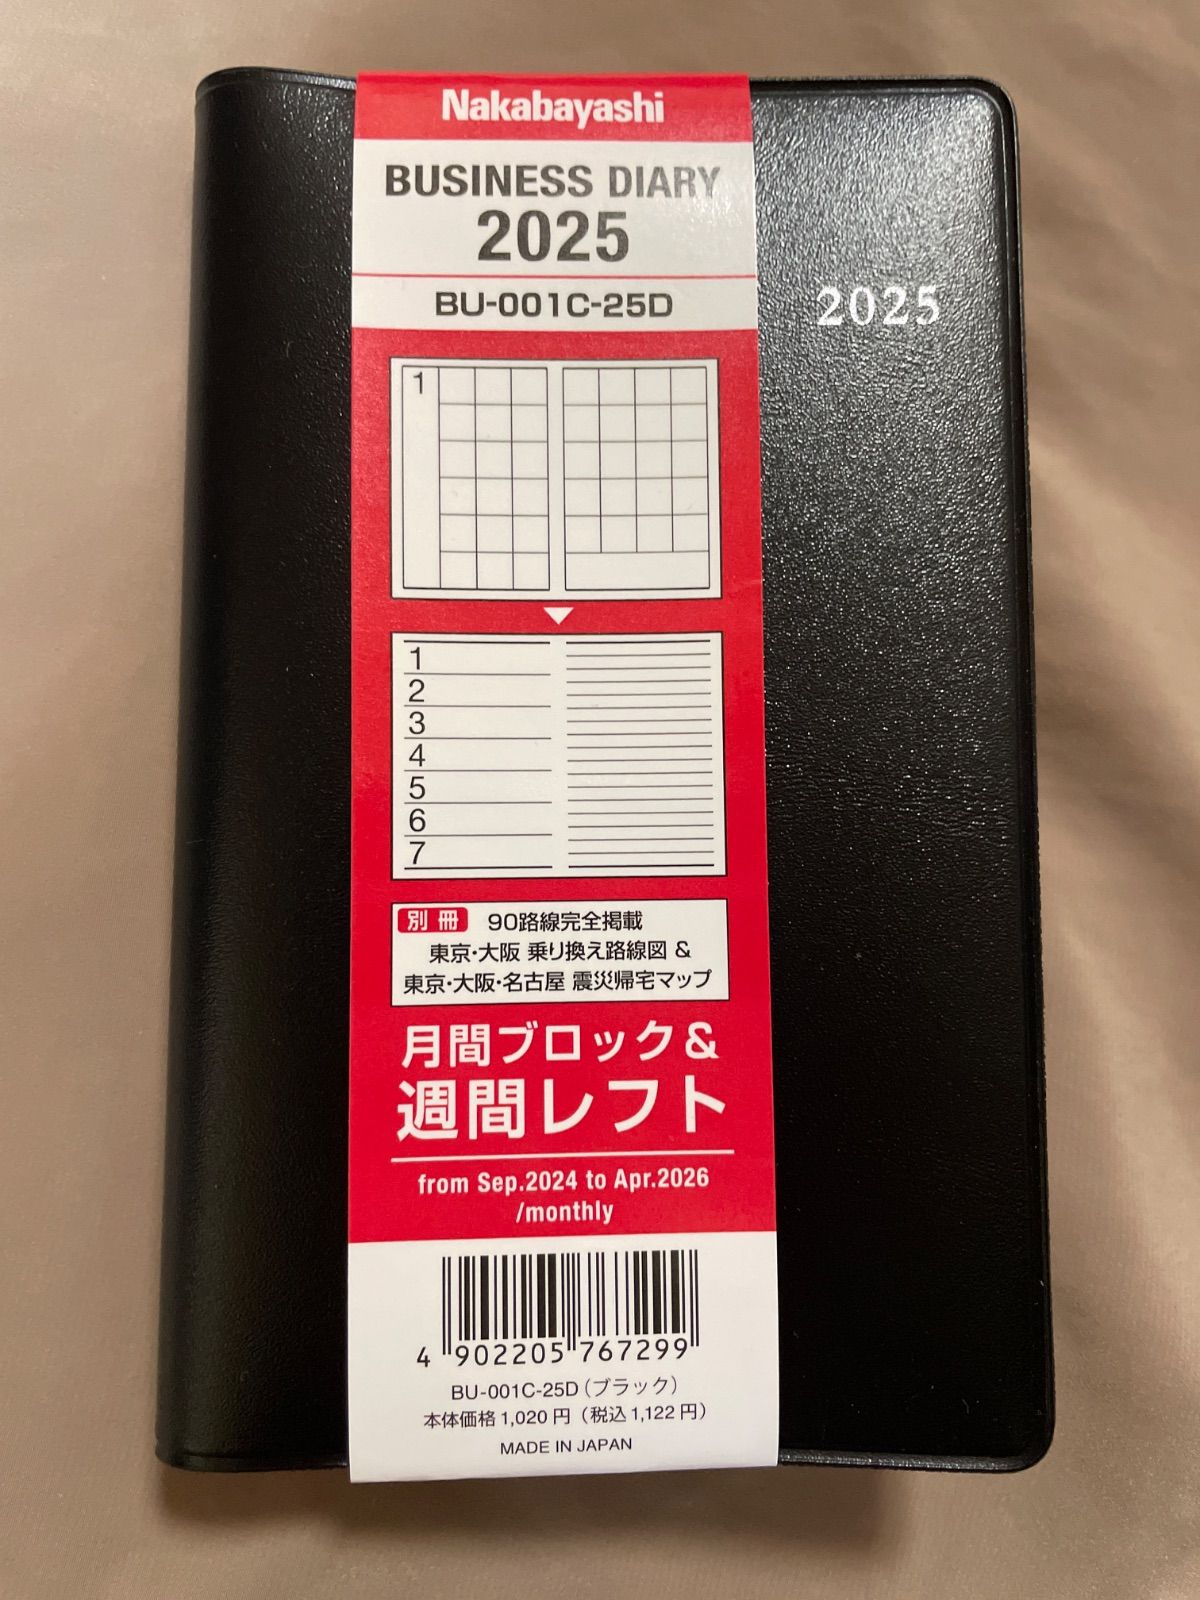 Nakabayashi
BUSINESS DIARY
2025
BU-001C-25D
2025
1
1
2
3
4
5
6
7
別冊 90路線完全掲載
東京・大阪 乗り換え路線図 &
東京・大阪・名古屋 震災帰宅マップ
月間ブロック&
週間レフト
from Sep.2024 to Apr.2026
/monthly
4 902205 767299
BU-001C-25D（ブラック）
本体価格1,020円（税込1,122円）
MADE IN JAPAN